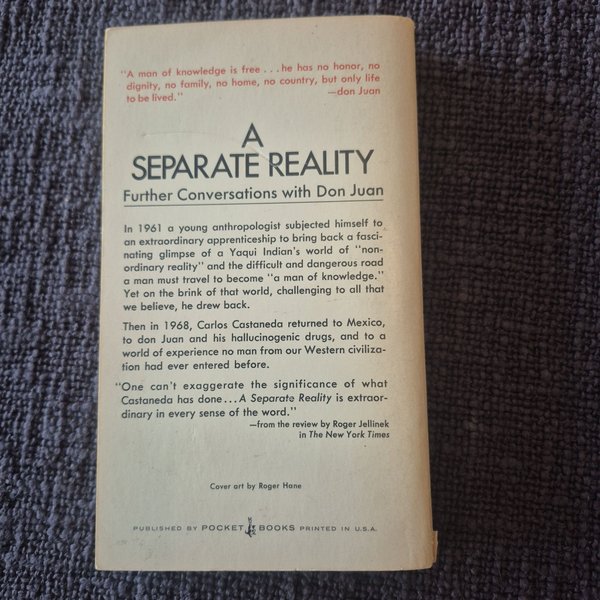 "A man of knowledge is free ... he has no honor, no
dignity, no family, no home, no country, but only life
to be lived."
—don Juan
A
SEPARATE REALITY
Further Conversations with Don Juan
In 1961 a young anthropologist subjected himself to
an extraordinary apprenticeship to bring back a fasci-
nating glimpse of a Yaqui Indian's world of "non-
ordinary reality" and the difficult and dangerous road
a man must travel to become "a man of knowledge."
Yet on the brink of that world, challenging to all that
we believe, he drew back.
Then in 1968, Carlos Castaneda returned to Mexico,
to don Juan and his hallucinogenic drugs, and to a
world of experience no man from our Western civiliza-
tion had ever entered before.
"One can't exaggerate the significance of what
Castaneda has done ... A Separate Reality is extraor-
dinary in every sense of the word."
—from the review by Roger Jellinek
in The New York Times
Cover art by Roger Hane
PUBLISHED BY POCKET BOOKS PRINTED IN U.S.A.